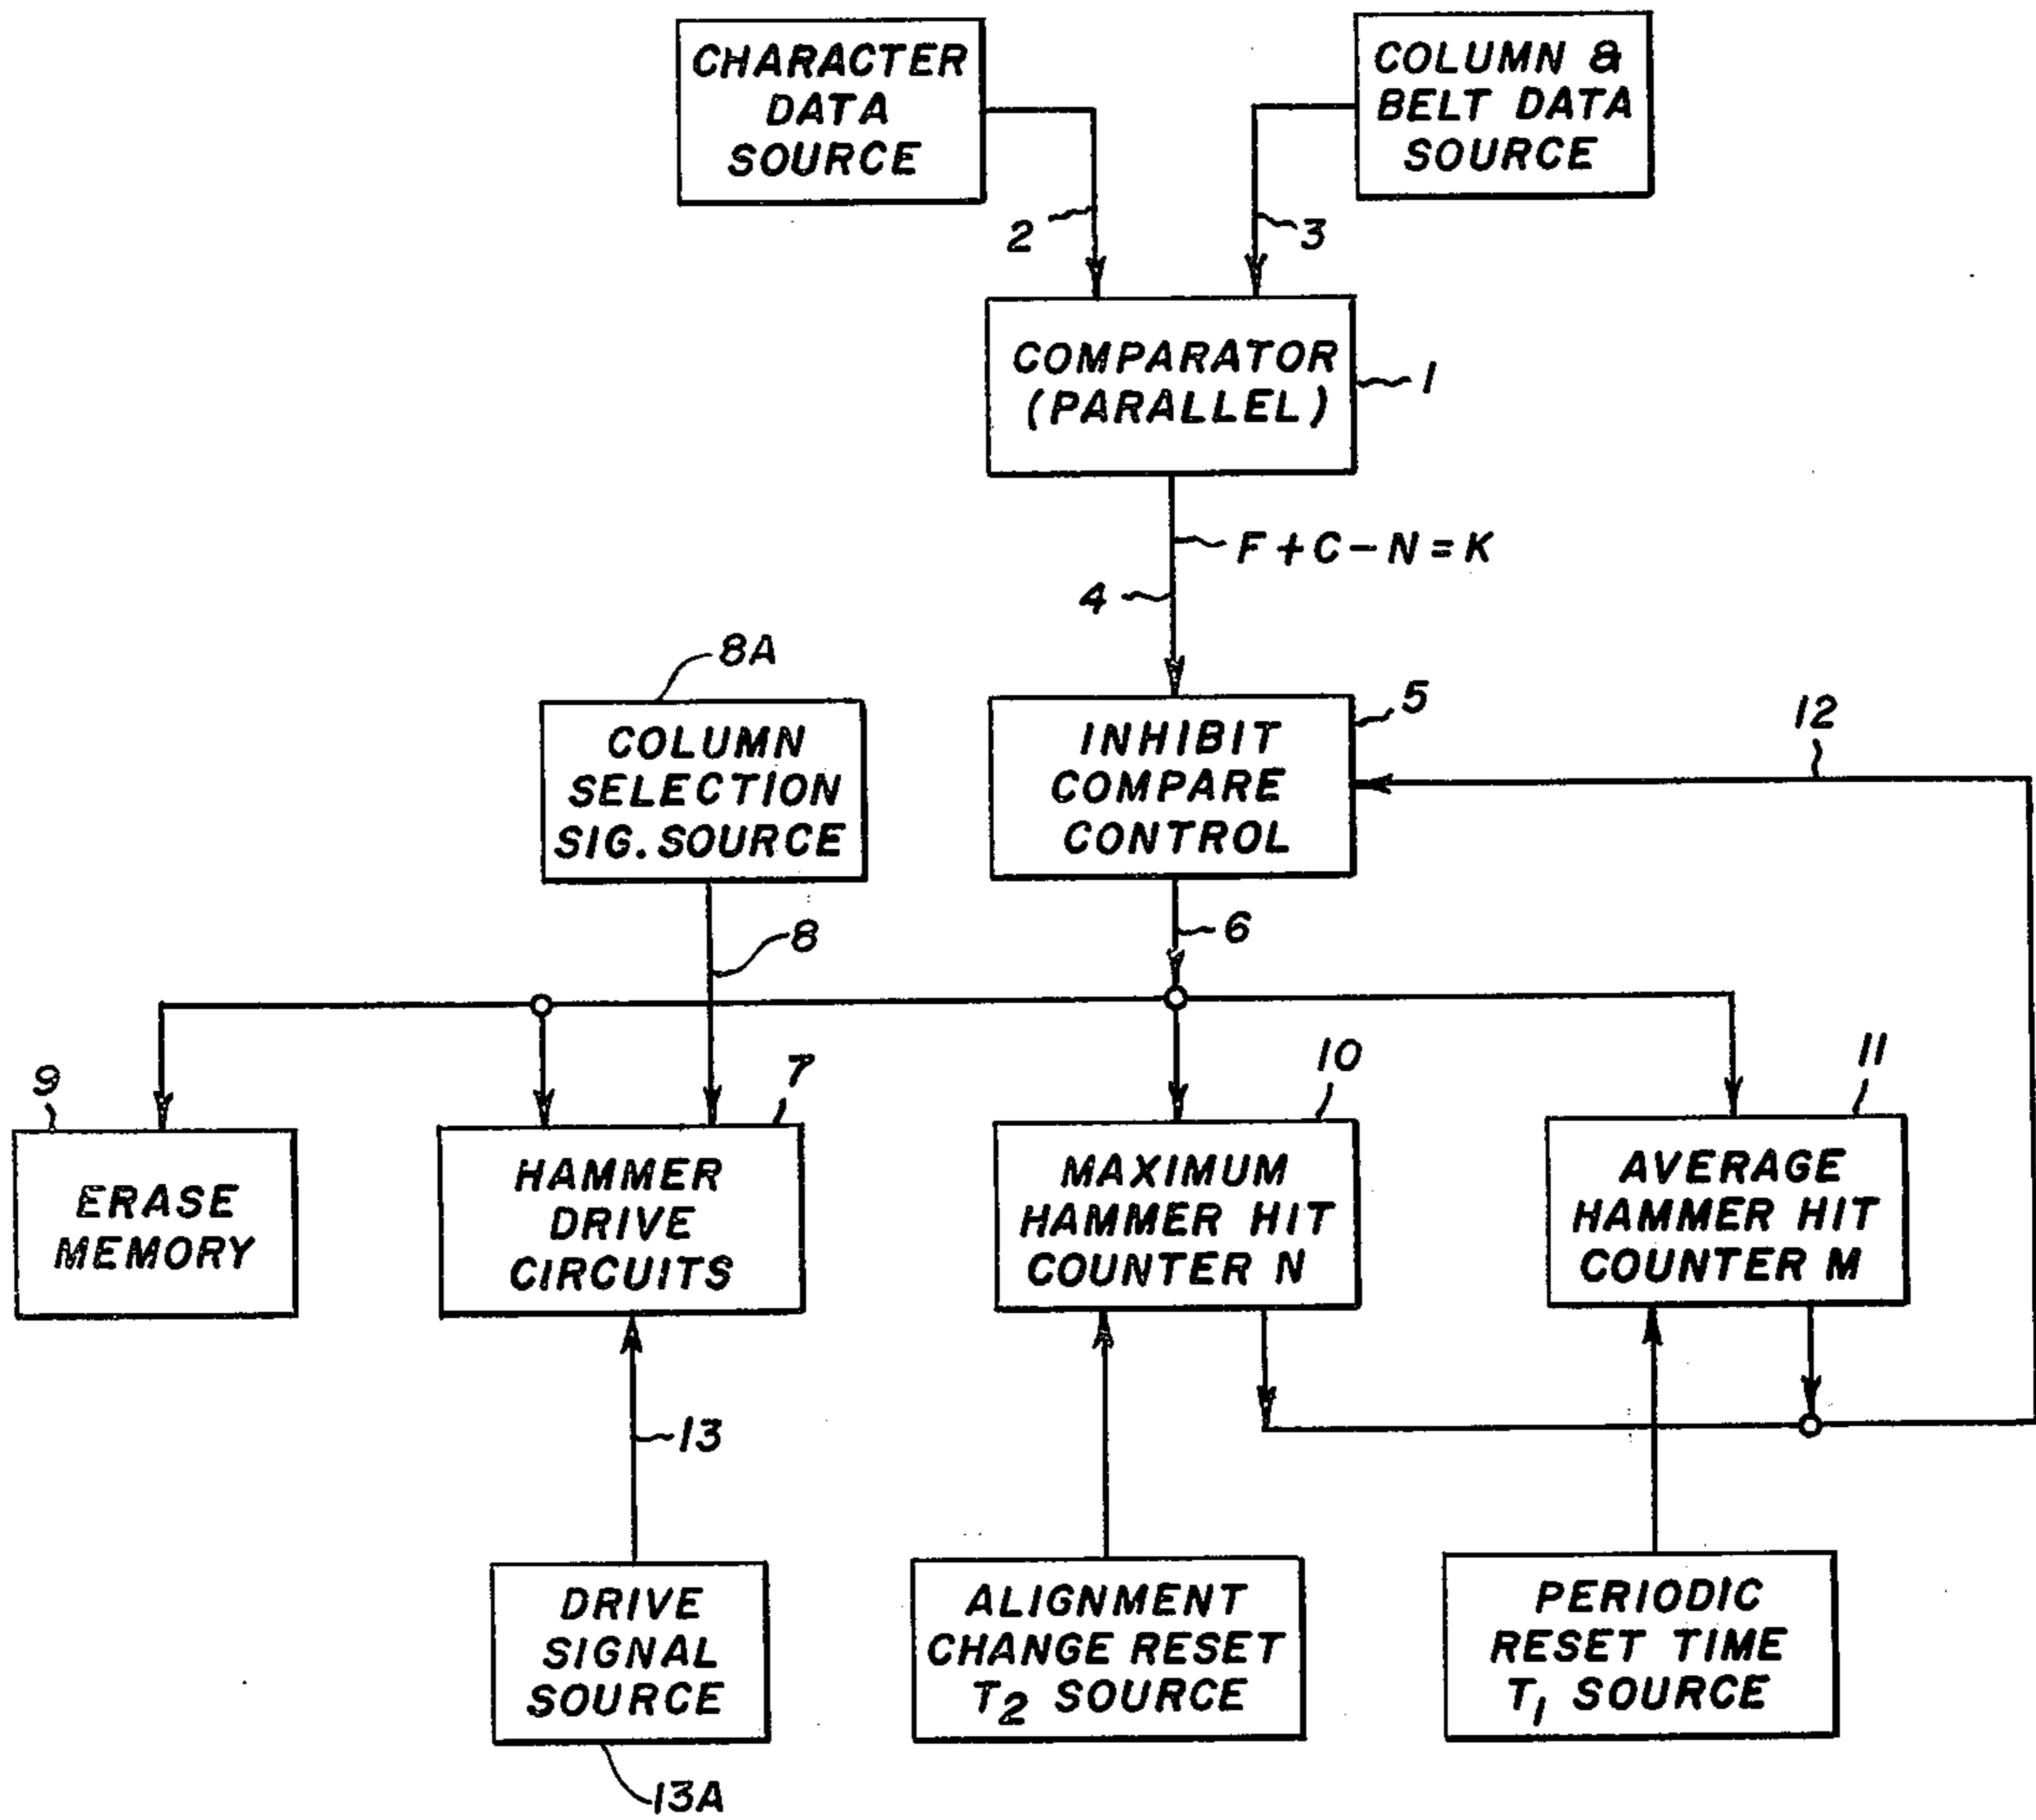 CHARACTER
DATA
SOURCE
COLUMN &
BELT DATA
SOURCE
2
3
COMPARATOR
(PARALLEL)
1
F+C-N=K
4
8A
COLUMN
SELECTION
SIG. SOURCE
INHIBIT
COMPARE
CONTROL
5
12
8
6
9
7
10
11
ERASE
MEMORY
HAMMER
DRIVE
CIRCUITS
MAXIMUM
HAMMER HIT
COUNTER N
AVERAGE
HAMMER HIT
COUNTER M
13
DRIVE
SIGNAL
SOURCE
ALIGNMENT
CHANGE RESET
T2 SOURCE
PERIODIC
RESET TIME
T1 SOURCE
13A